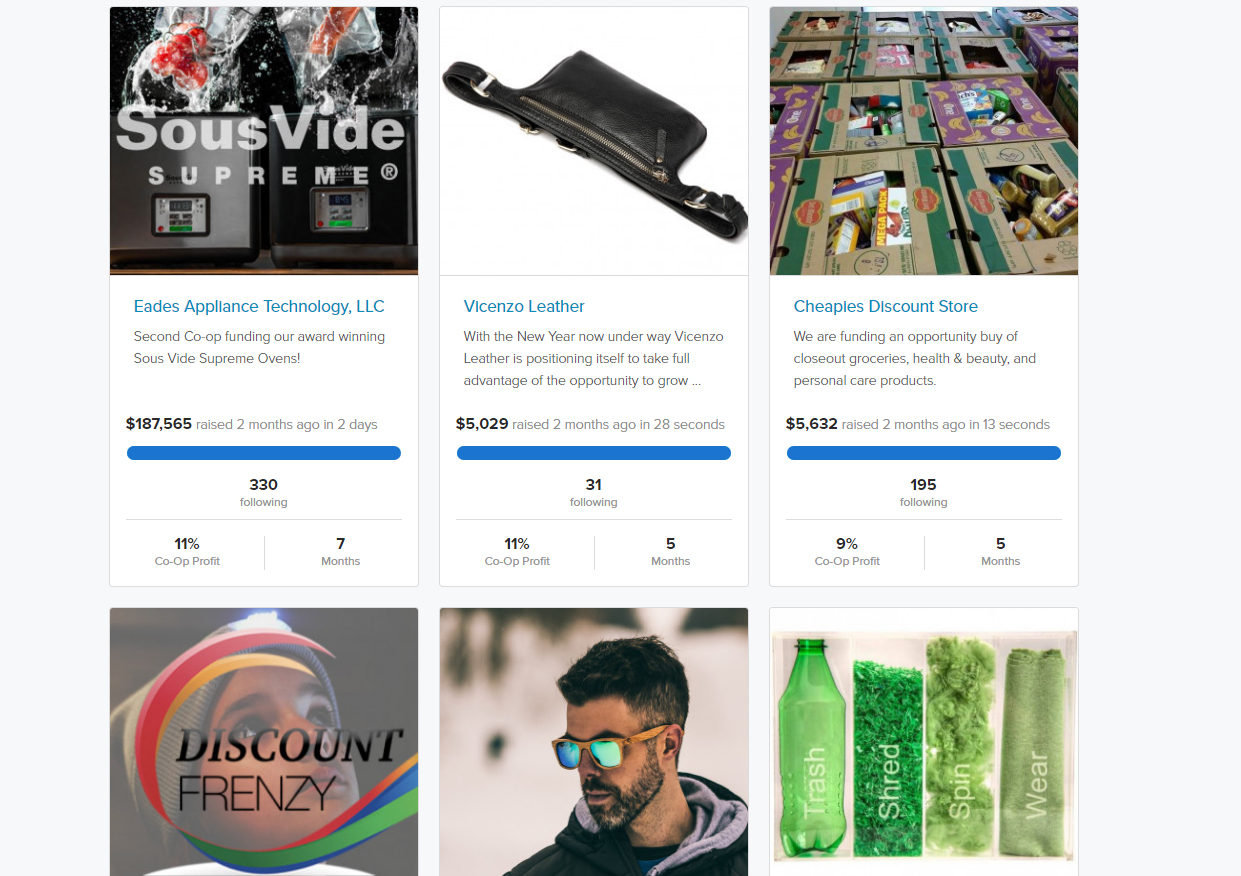 SousVide
SUPREME®
Eades Appliance Technology, LLC
Second Co-op funding our award winning
Sous Vide Supreme Ovens!
$187,565 raised 2 months ago in 2 days
330
following
11%
Co-Op Profit
7
Months
Vicenzo Leather
With the New Year now under way Vicenzo
Leather is positioning itself to take full
advantage of the opportunity to grow ...
$5,029 raised 2 months ago in 28 seconds
31
following
11%
Co-Op Profit
5
Months
One
MEGA PACK
Cheapies Discount Store
We are funding an opportunity buy of
closeout groceries, health & beauty, and
personal care products.
$5,632 raised 2 months ago in 13 seconds
195
following
9%
Co-Op Profit
5
Months
DISCOUNT
FRENZY
Trash
Shred
Spin
Wear